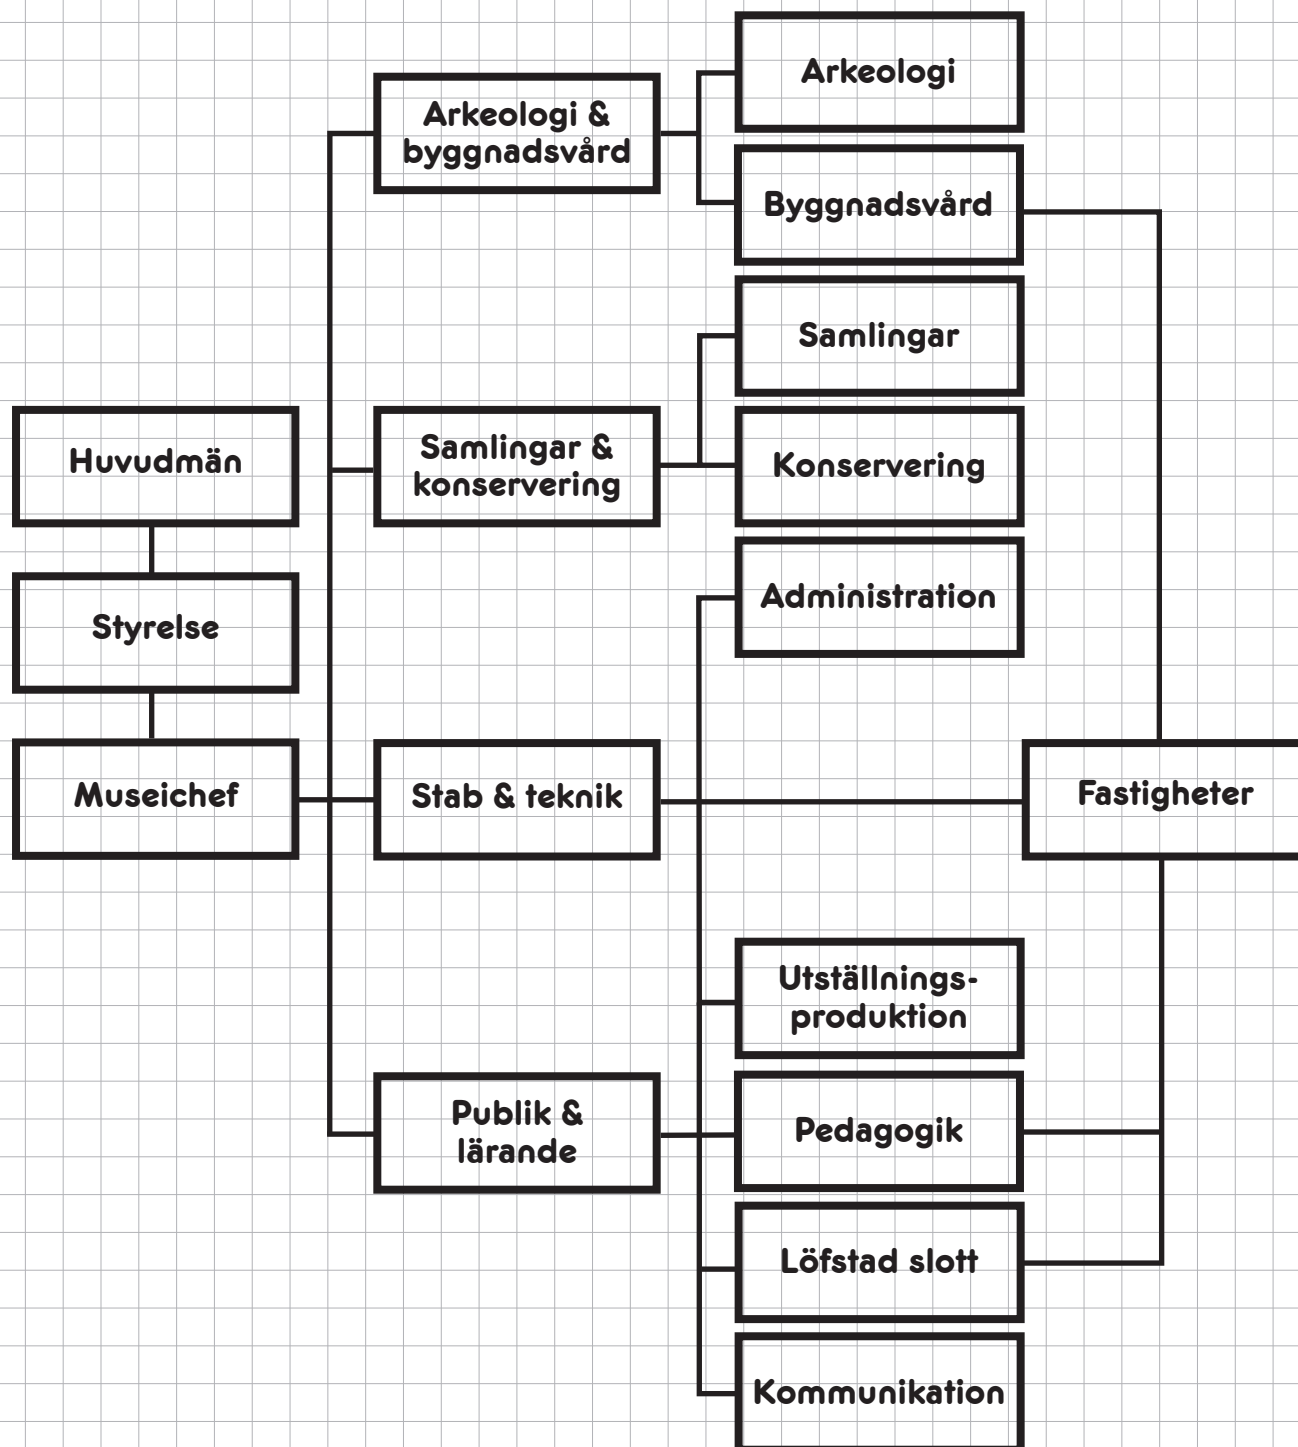 Arkeologi
Arkeologi &
byggnadsvård
Byggnadsvård
Samlingar
Huvudmän
Samlingar &
konservering
Konservering
Styrelse
Administration
Museichef
Stab & teknik
Fastigheter
Utställnings-
produktion
Publik &
lärande
Pedagogik
Löfstad slott
Kommunikation